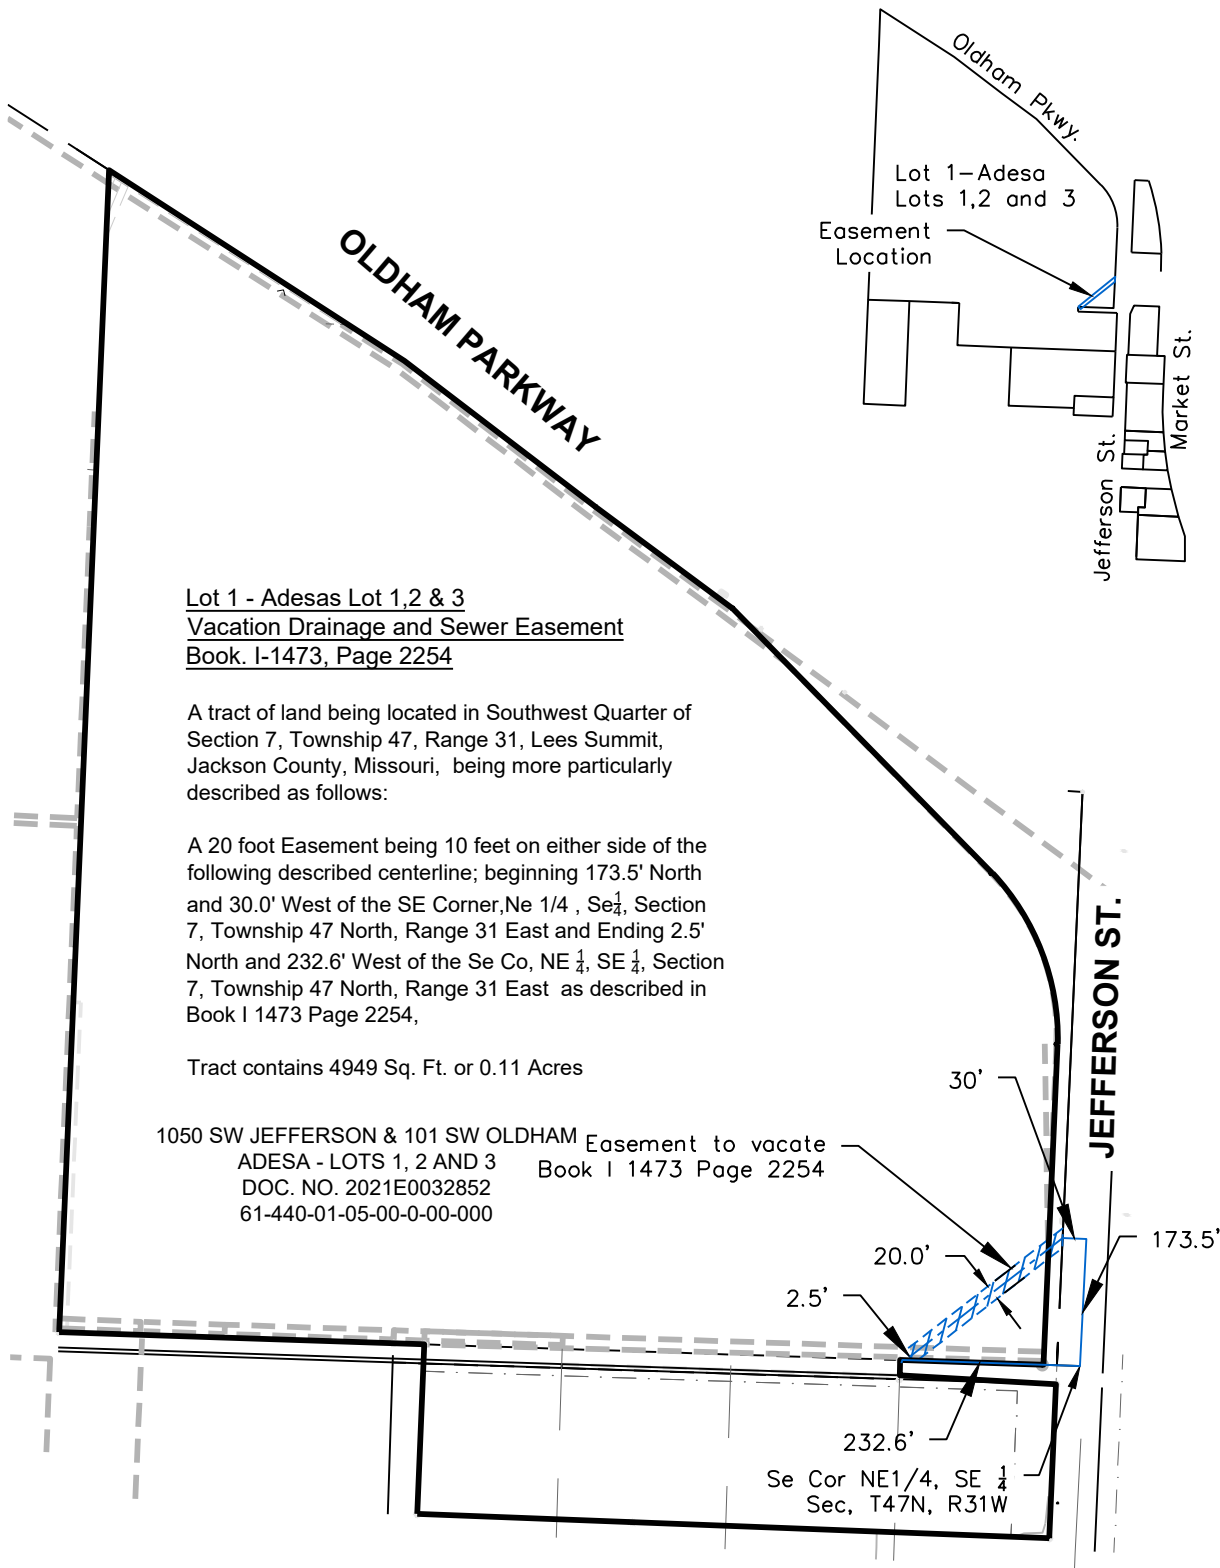 Oldham Pkwy.
Lot 1-Adesa
Lots 1,2 and 3
Easement
Location
Market St.
Jefferson St.
OLDHAM PARKWAY
Lot 1 - Adesas Lot 1,2 & 3
Vacation Drainage and Sewer Easement
Book. I-1473, Page 2254
A tract of land being located in Southwest Quarter of
Section 7, Township 47, Range 31, Lees Summit,
Jackson County, Missouri,  being more particularly
described as follows:
A 20 foot Easement being 10 feet on either side of the
following described centerline; beginning 173.5' North
and 30.0' West of the SE Corner,Ne 1/4 , Se1/4, Section
7, Township 47 North, Range 31 East and Ending 2.5'
North and 232.6' West of the Se Co, NE 1/4, SE 1/4, Section
7, Township 47 North, Range 31 East  as described in
Book I 1473 Page 2254,
Tract contains 4949 Sq. Ft. or 0.11 Acres
1050 SW JEFFERSON & 101 SW OLDHAM
ADESA - LOTS 1, 2 AND 3
DOC. NO. 2021E0032852
61-440-01-05-00-0-00-000
Easement to vacate
Book I 1473 Page 2254
JEFFERSON ST.
30'
173.5'
20.0'
2.5'
232.6'
Se Cor NE1/4, SE 1/4
Sec, T47N, R31W